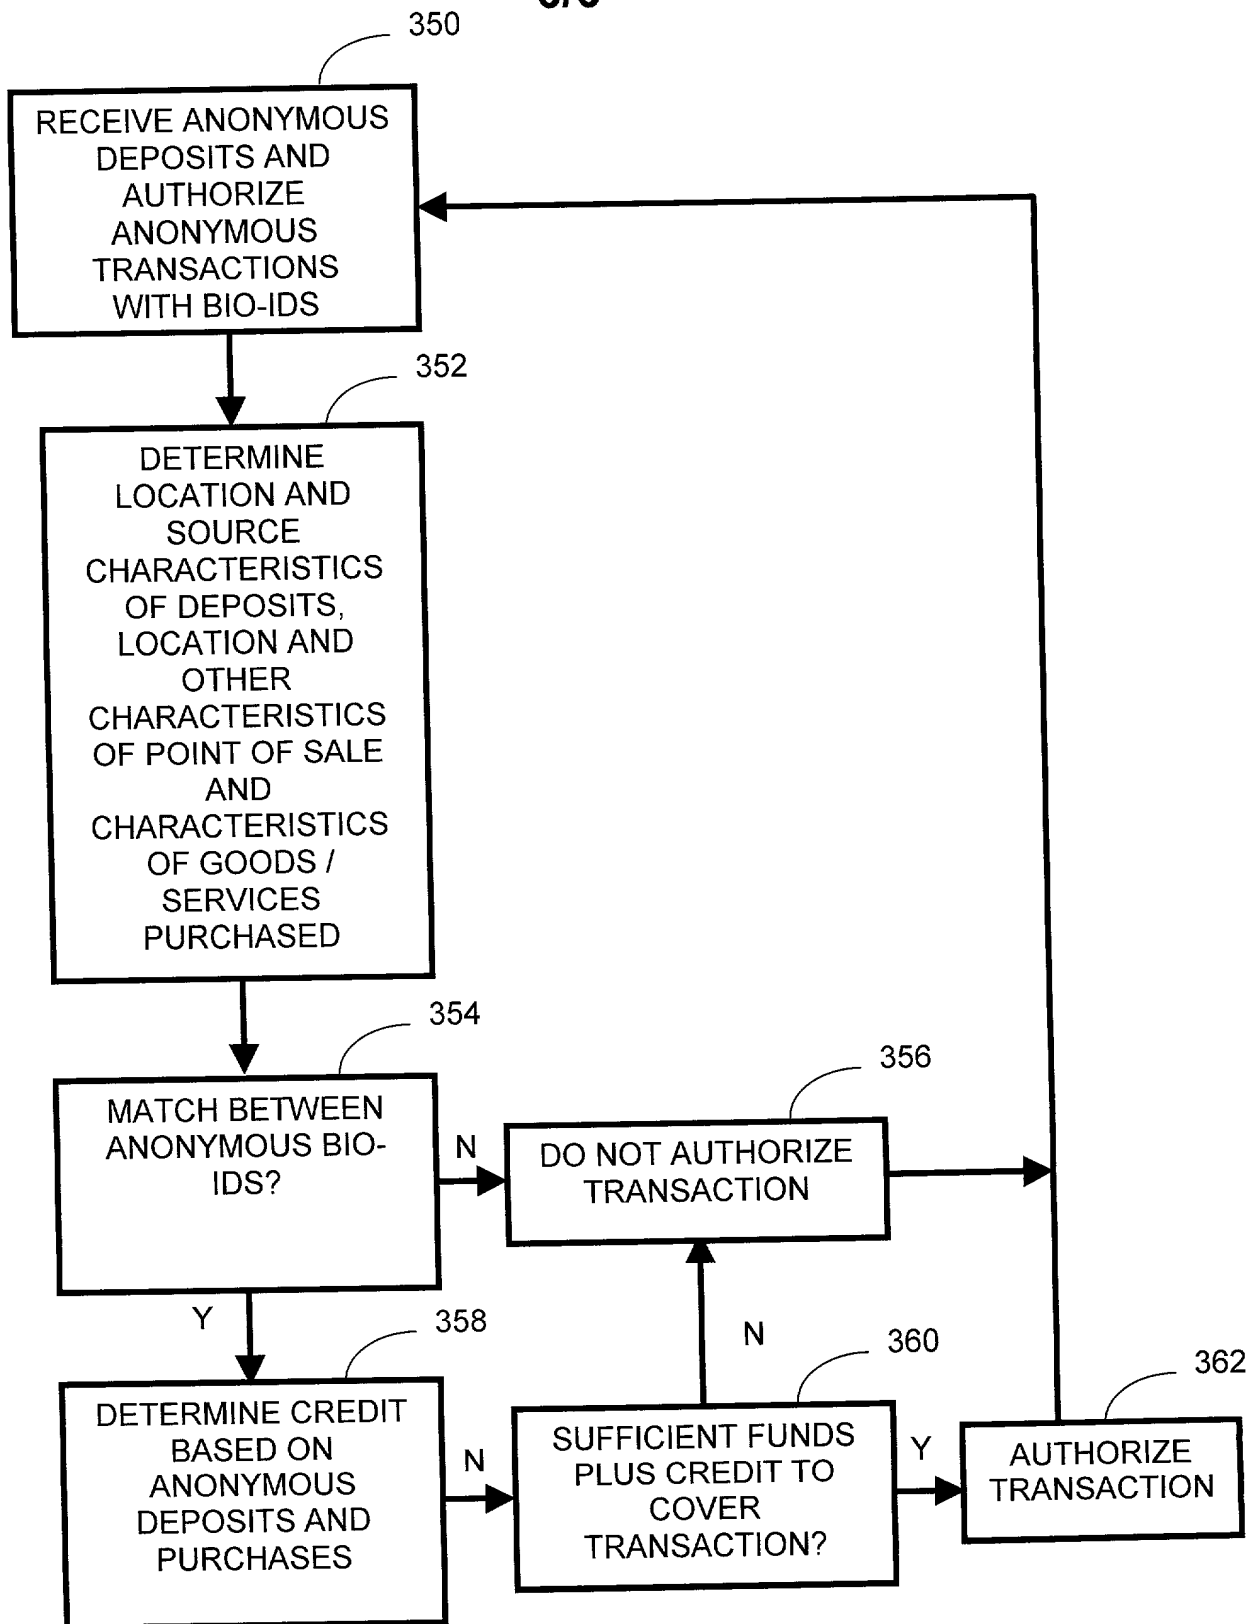 350
RECEIVE ANONYMOUS
DEPOSITS AND
AUTHORIZE
ANONYMOUS
TRANSACTIONS
WITH BIO-IDS
352
DETERMINE
LOCATION AND
SOURCE
CHARACTERISTICS
OF DEPOSITS,
LOCATION AND
OTHER
CHARACTERISTICS
OF POINT OF SALE
AND
CHARACTERISTICS
OF GOODS /
SERVICES
PURCHASED
354
MATCH BETWEEN
ANONYMOUS BIO-
IDS?
N
356
DO NOT AUTHORIZE
TRANSACTION
Y
358
DETERMINE CREDIT
BASED ON
ANONYMOUS
DEPOSITS AND
PURCHASES
N
N
360
SUFFICIENT FUNDS
PLUS CREDIT TO
COVER
TRANSACTION?
Y
362
AUTHORIZE
TRANSACTION